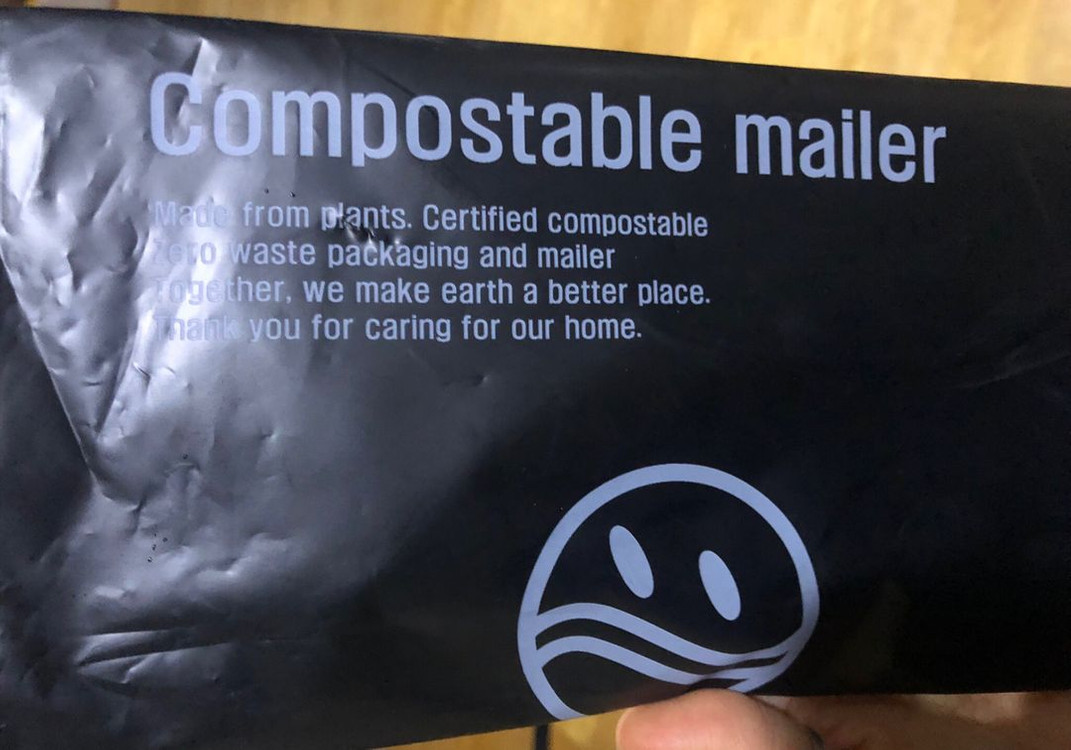 Compostable mailer
Made from plants. Certified compostable
Zero waste packaging and mailer
Together, we make earth a better place.
Thank you for caring for our home.